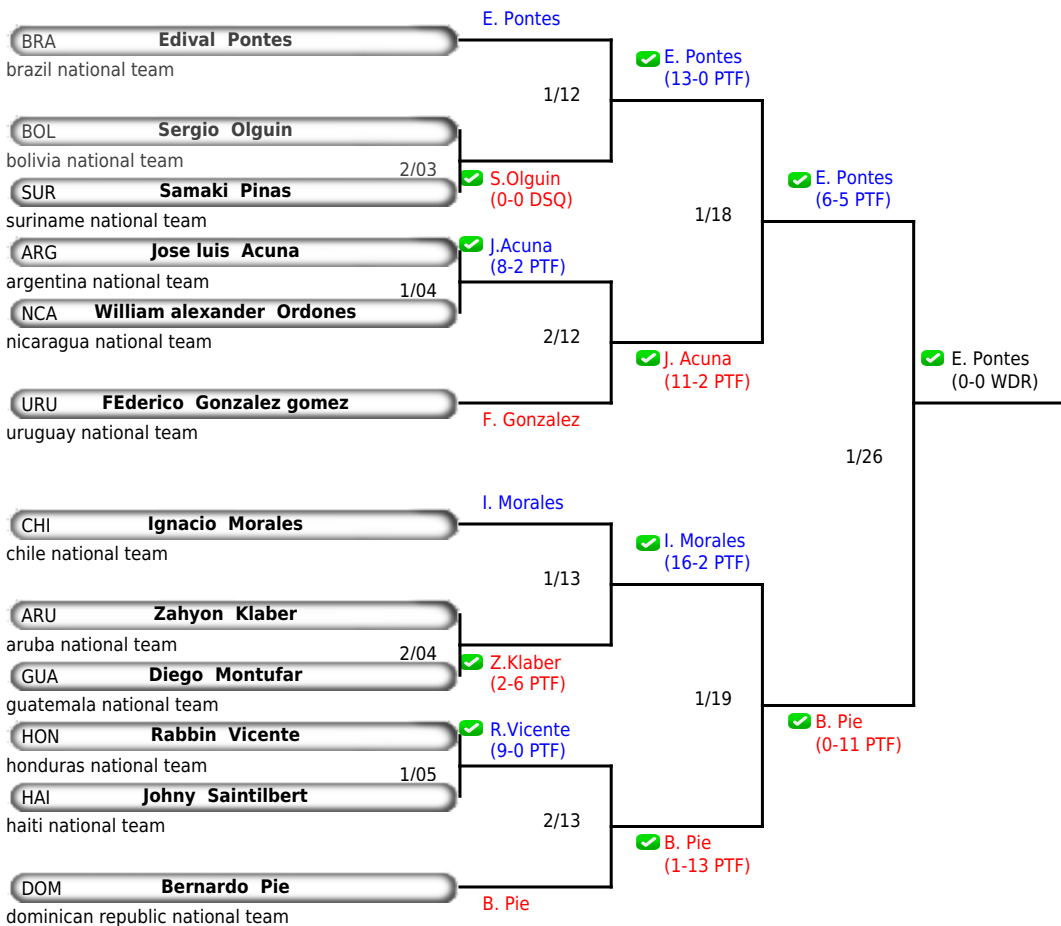 E. Pontes
BRA Edival Pontes
brazil national team
E. Pontes
(13-0 PTF)
1/12
BOL Sergio Olguin
bolivia national team
2/03
S.Olguin
(0-0 DSQ)
SUR Samaki Pinas
suriname national team
E. Pontes
(6-5 PTF)
1/18
ARG Jose luis Acuna
argentina national team
J.Acuna
(8-2 PTF)
1/04
NCA William alexander Ordones
nicaragua national team
2/12
J. Acuna
(11-2 PTF)
E. Pontes
(0-0 WDR)
URU FEderico Gonzalez gomez
uruguay national team
F. Gonzalez
1/26
I. Morales
CHI Ignacio Morales
chile national team
I. Morales
(16-2 PTF)
1/13
ARU Zahyon Klaber
aruba national team
2/04
Z.Klaber
(2-6 PTF)
GUA Diego Montufar
guatemala national team
1/19
B. Pie
(0-11 PTF)
HON Rabbin Vicente
honduras national team
R.Vicente
(9-0 PTF)
1/05
HAI Johny Saintilbert
haiti national team
2/13
B. Pie
(1-13 PTF)
DOM Bernardo Pie
dominican republic national team
B. Pie